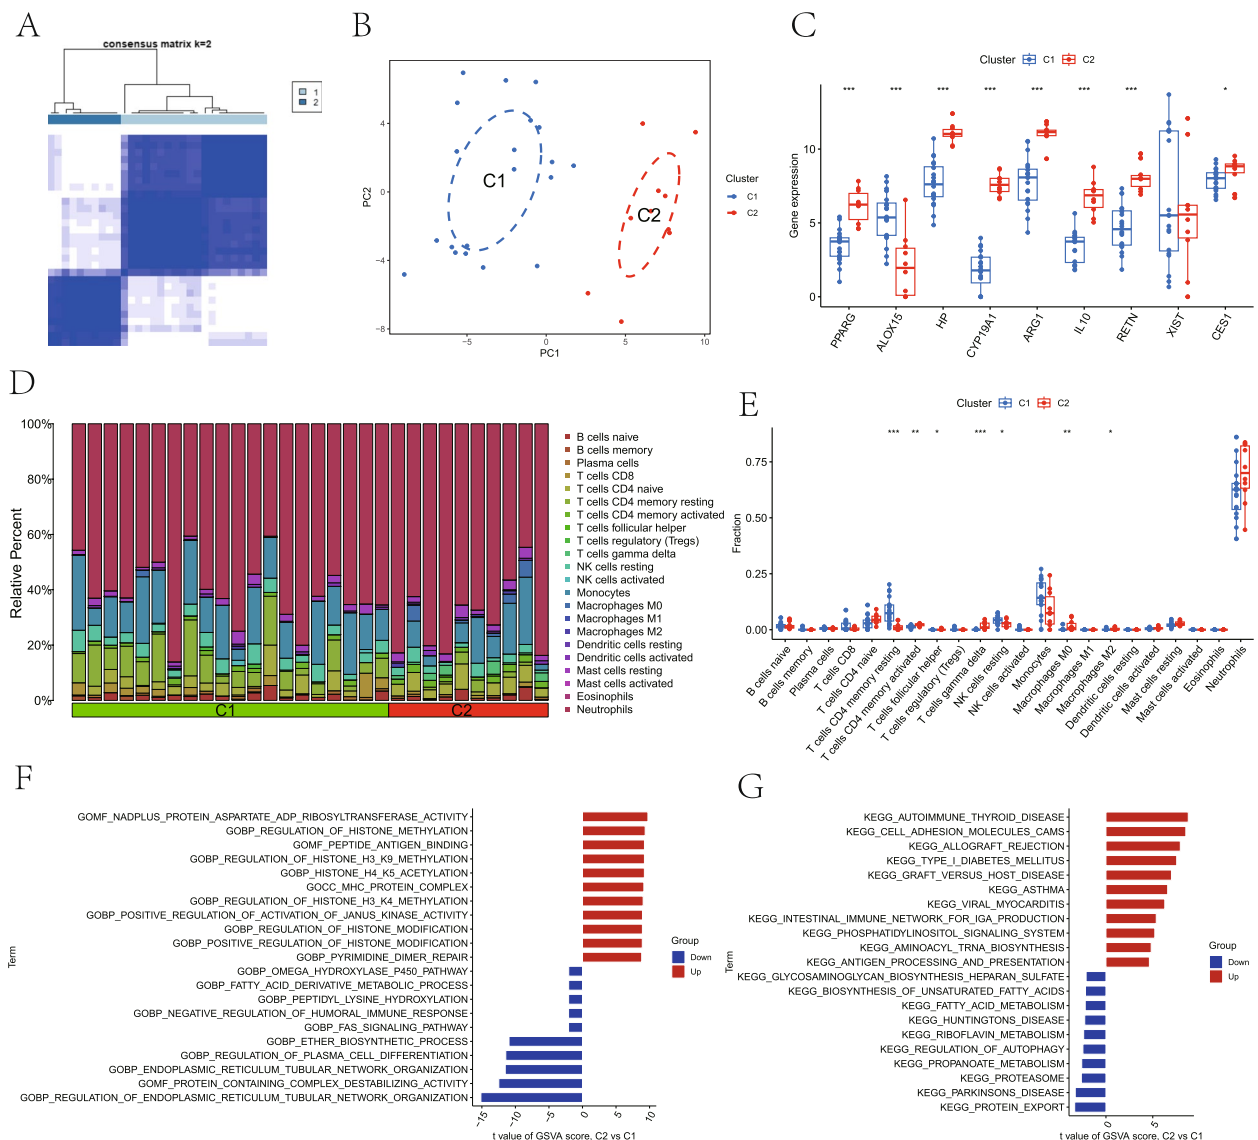 A
consensus matrix k=2
1
2
B
PC2
4
0
−4
−8
−5
0
5
10
PC1
C1
C2
Cluster
C1
C2
C
Cluster C1 C2
Gene expression
10
5
0
*** *** *** *** *** *** *** *
PPARG
ALOX15
HP
CYP19A1
ARG1
IL10
RETN
XIST
CES1
D
Relative Percent
100%
80%
60%
40%
20%
0%
C1
C2
B cells naive
B cells memory
Plasma cells
T cells CD8
T cells CD4 naive
T cells CD4 memory resting
T cells CD4 memory activated
T cells follicular helper
T cells regulatory (Tregs)
T cells gamma delta
NK cells resting
NK cells activated
Monocytes
Macrophages M0
Macrophages M1
Macrophages M2
Dendritic cells resting
Dendritic cells activated
Mast cells resting
Mast cells activated
Eosinophils
Neutrophils
E
Cluster C1 C2
Fraction
0.75
0.50
0.25
0.00
*** ** * *** * ** *
B cells naive
B cells memory
Plasma cells
T cells CD8
T cells CD4 naive
T cells CD4 memory resting
T cells CD4 memory activated
T cells follicular helper
T cells regulatory (Tregs)
T cells gamma delta
NK cells resting
NK cells activated
Monocytes
Macrophages M0
Macrophages M1
Macrophages M2
Dendritic cells resting
Dendritic cells activated
Mast cells resting
Mast cells activated
Eosinophils
Neutrophils
F
Term
GOMF_NADPLUS_PROTEIN_ASPARTATE_ADP_RIBOSYLTRANSFERASE_ACTIVITY
GOBP_REGULATION_OF_HISTONE_METHYLATION
GOMF_PEPTIDE_ANTIGEN_BINDING
GOBP_REGULATION_OF_HISTONE_H3_K9_METHYLATION
GOBP_HISTONE_H4_K5_ACETYLATION
GOCC_MHC_PROTEIN_COMPLEX
GOBP_REGULATION_OF_HISTONE_H3_K4_METHYLATION
GOBP_POSITIVE_REGULATION_OF_ACTIVATION_OF_JANUS_KINASE_ACTIVITY
GOBP_REGULATION_OF_HISTONE_MODIFICATION
GOBP_POSITIVE_REGULATION_OF_HISTONE_MODIFICATION
GOBP_PYRIMIDINE_DIMER_REPAIR
GOBP_OMEGA_HYDROXYLASE_P450_PATHWAY
GOBP_FATTY_ACID_DERIVATIVE_METABOLIC_PROCESS
GOBP_PEPTIDYL_LYSINE_HYDROXYLATION
GOBP_NEGATIVE_REGULATION_OF_HUMORAL_IMMUNE_RESPONSE
GOBP_FAS_SIGNALING_PATHWAY
GOBP_ETHER_BIOSYNTHETIC_PROCESS
GOBP_REGULATION_OF_PLASMA_CELL_DIFFERENTIATION
GOBP_ENDOPLASMIC_RETICULUM_TUBULAR_NETWORK_ORGANIZATION
GOMF_PROTEIN_CONTAINING_COMPLEX_DESTABILIZING_ACTIVITY
GOBP_REGULATION_OF_ENDOPLASMIC_RETICULUM_TUBULAR_NETWORK_ORGANIZATION
−15
−10
−5
0
5
10
t value of GSVA score, C2 vs C1
Group
Down
Up
G
Term
KEGG_AUTOIMMUNE_THYROID_DISEASE
KEGG_CELL_ADHESION_MOLECULES_CAMS
KEGG_ALLOGRAFT_REJECTION
KEGG_TYPE_I_DIABETES_MELLITUS
KEGG_GRAFT_VERSUS_HOST_DISEASE
KEGG_ASTHMA
KEGG_VIRAL_MYOCARDITIS
KEGG_INTESTINAL_IMMUNE_NETWORK_FOR_IGA_PRODUCTION
KEGG_PHOSPHATIDYLINOSITOL_SIGNALING_SYSTEM
KEGG_AMINOACYL_TRNA_BIOSYNTHESIS
KEGG_ANTIGEN_PROCESSING_AND_PRESENTATION
KEGG_GLYCOSAMINOGLYCAN_BIOSYNTHESIS_HEPARAN_SULFATE
KEGG_BIOSYNTHESIS_OF_UNSATURATED_FATTY_ACIDS
KEGG_FATTY_ACID_METABOLISM
KEGG_HUNTINGTONS_DISEASE
KEGG_RIBOFLAVIN_METABOLISM
KEGG_REGULATION_OF_AUTOPHAGY
KEGG_PROPANOATE_METABOLISM
KEGG_PROTEASOME
KEGG_PARKINSONS_DISEASE
KEGG_PROTEIN_EXPORT
0
5
t value of GSVA score, C2 vs C1
Group
Down
Up